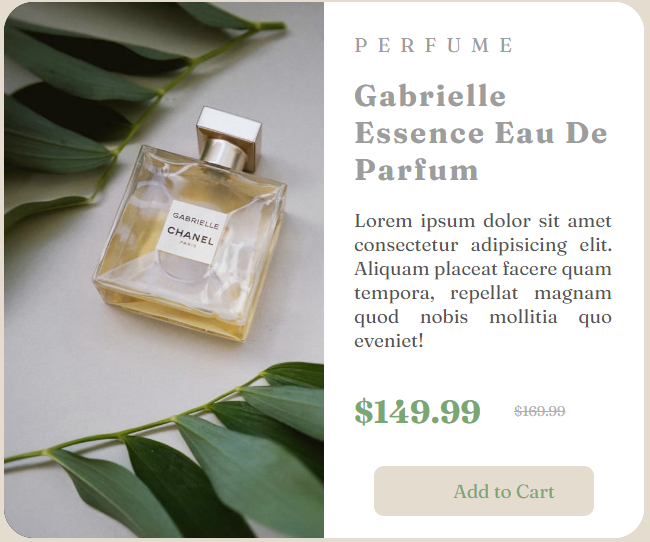 GABRIELLE
CHANEL
PARIS
PERFUME
Gabrielle
Essence Eau De
Parfum
Lorem ipsum dolor sit amet
consectetur adipisicing elit.
Aliquam placeat facere quam
tempora, repellat magnam
quod nobis mollitia quo
eveniet!
$149.99 $169.99
Add to Cart